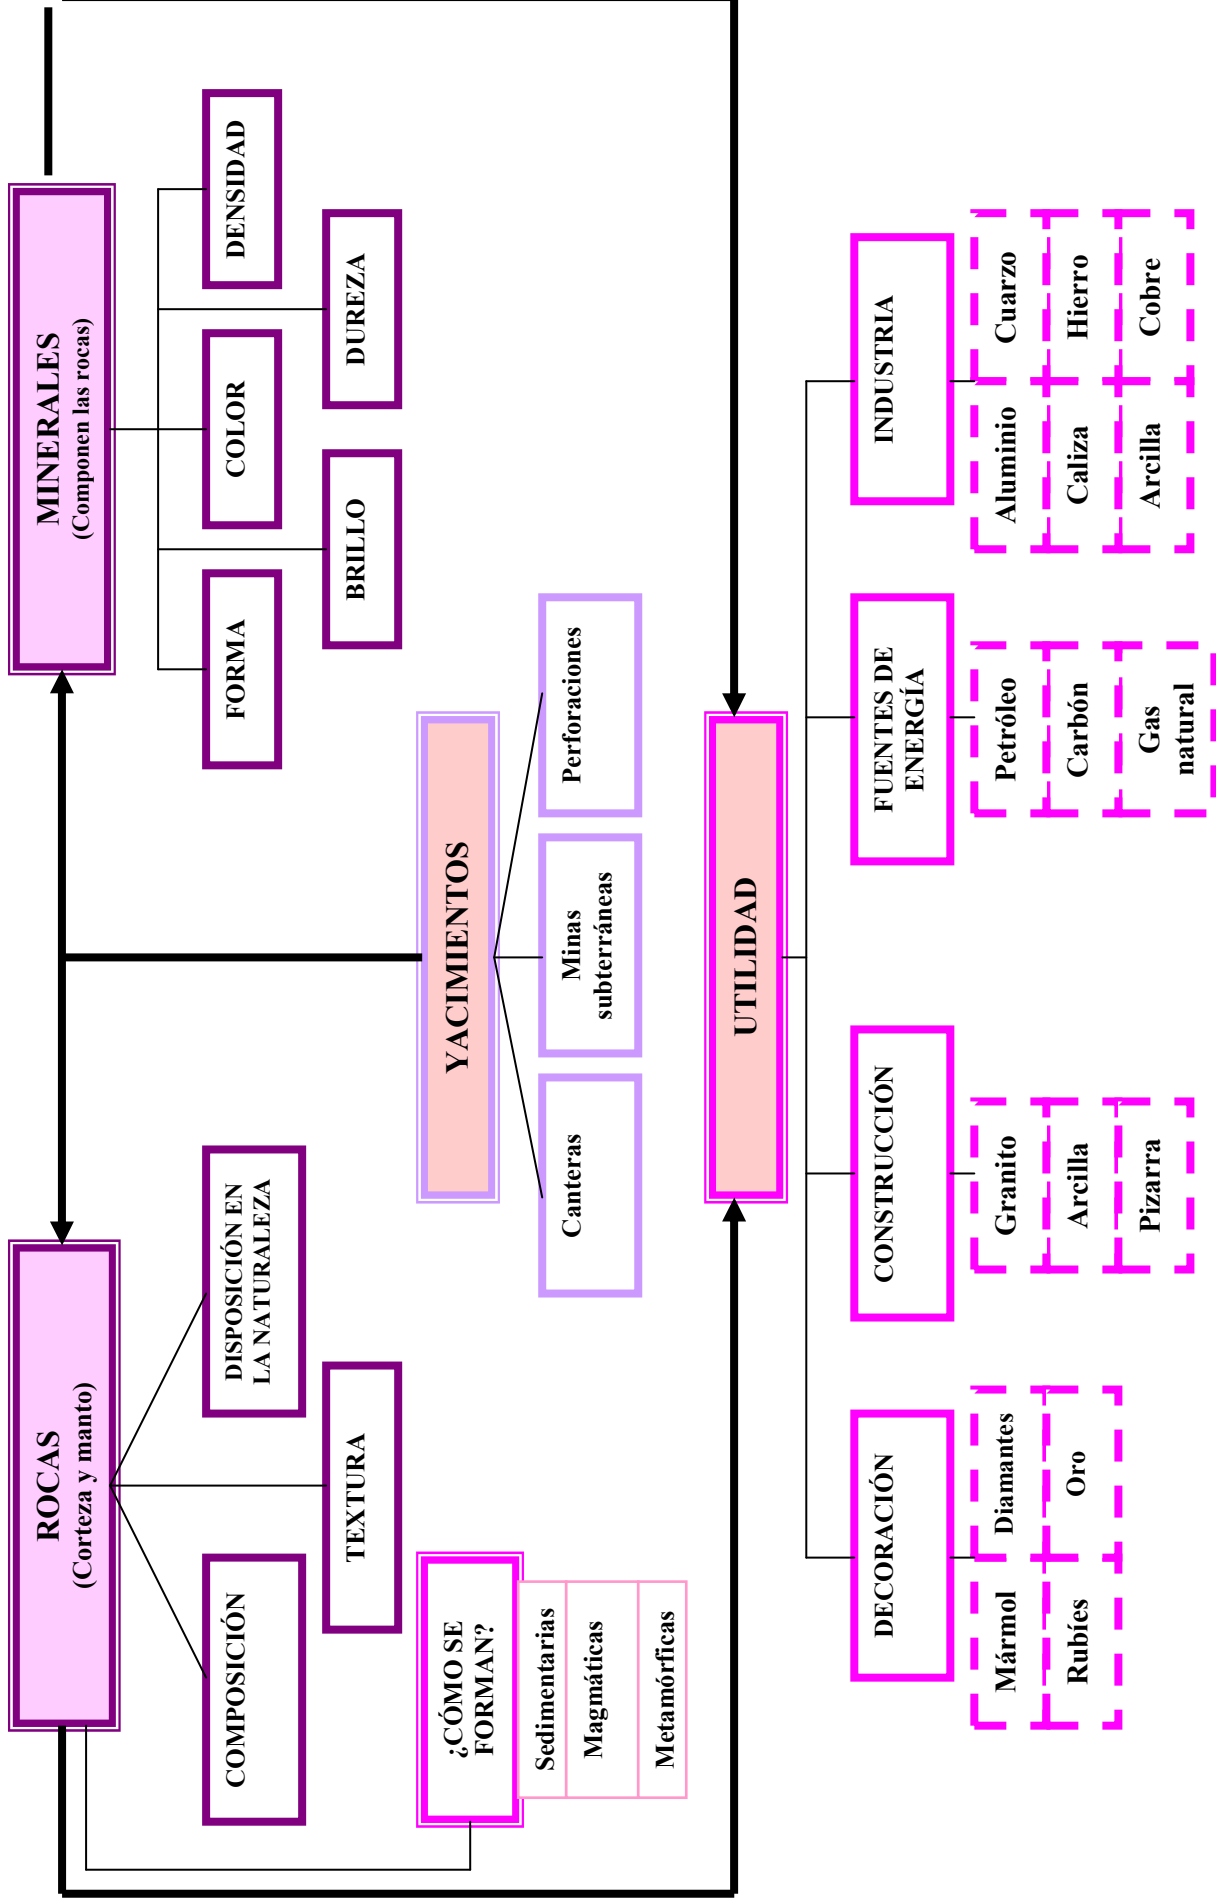 ROCAS
(Corteza y manto)
MINERALES
(Componen las rocas)
COMPOSICIÓN
DISPOSICIÓN EN
LA NATURALEZA
TEXTURA
FORMA
COLOR
DENSIDAD
BRILLO
DUREZA
¿CÓMO SE
FORMAN?
Sedimentarias
Magmáticas
Metamórficas
YACIMIENTOS
Canteras
Minas
subterráneas
Perforaciones
UTILIDAD
DECORACIÓN
Mármol
Diamantes
Rubíes
Oro
CONSTRUCCIÓN
Granito
Arcilla
Pizarra
FUENTES DE
ENERGÍA
Petróleo
Carbón
Gas
natural
INDUSTRIA
Aluminio
Cuarzo
Caliza
Hierro
Arcilla
Cobre